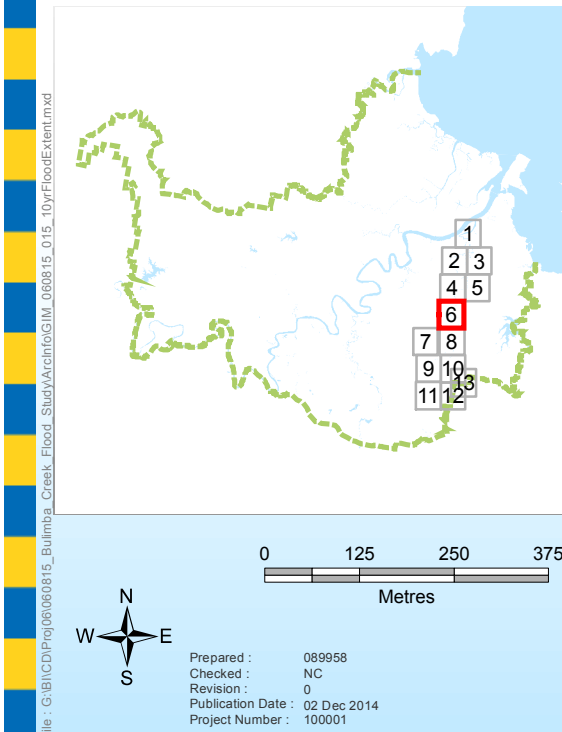 ile : G:\BI\CD\Proj06\060815_Bulimba_Creek_Flood_Study\ArcInfo\GIM_060815_015_10yrFloodExtent.mxd
1
2 3
4 5
6
7 8
9 10
13
11 12
0 125 250 375
Metres
N
W E
S
Prepared : 089958
Checked : NC
Revision : 0
Publication Date : 02 Dec 2014
Project Number : 100001